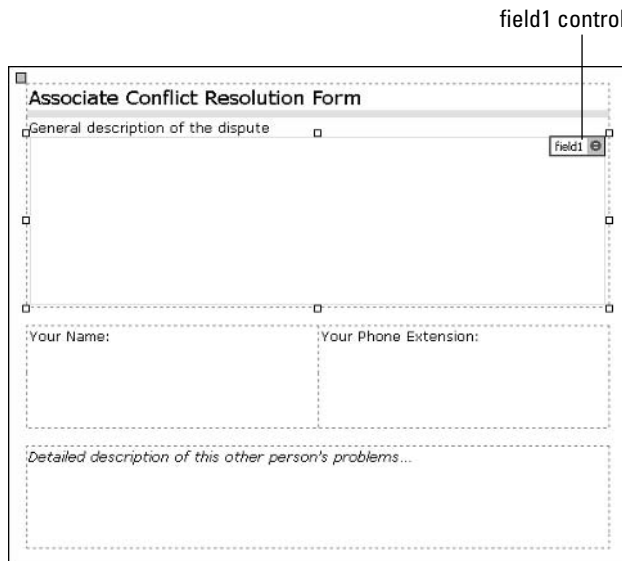 field1 control
Associate Conflict Resolution Form
General description of the dispute
field1
Your Name:
Your Phone Extension:
Detailed description of this other person's problems...